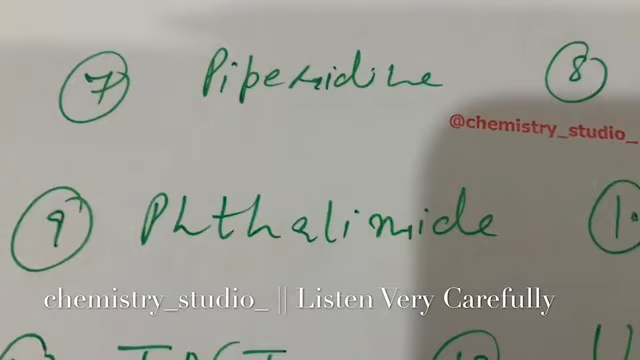 7 Piperidine 8
@chemistry_studio_
9 Phthalimide
chemistry_studio_ || Listen Very Carefully